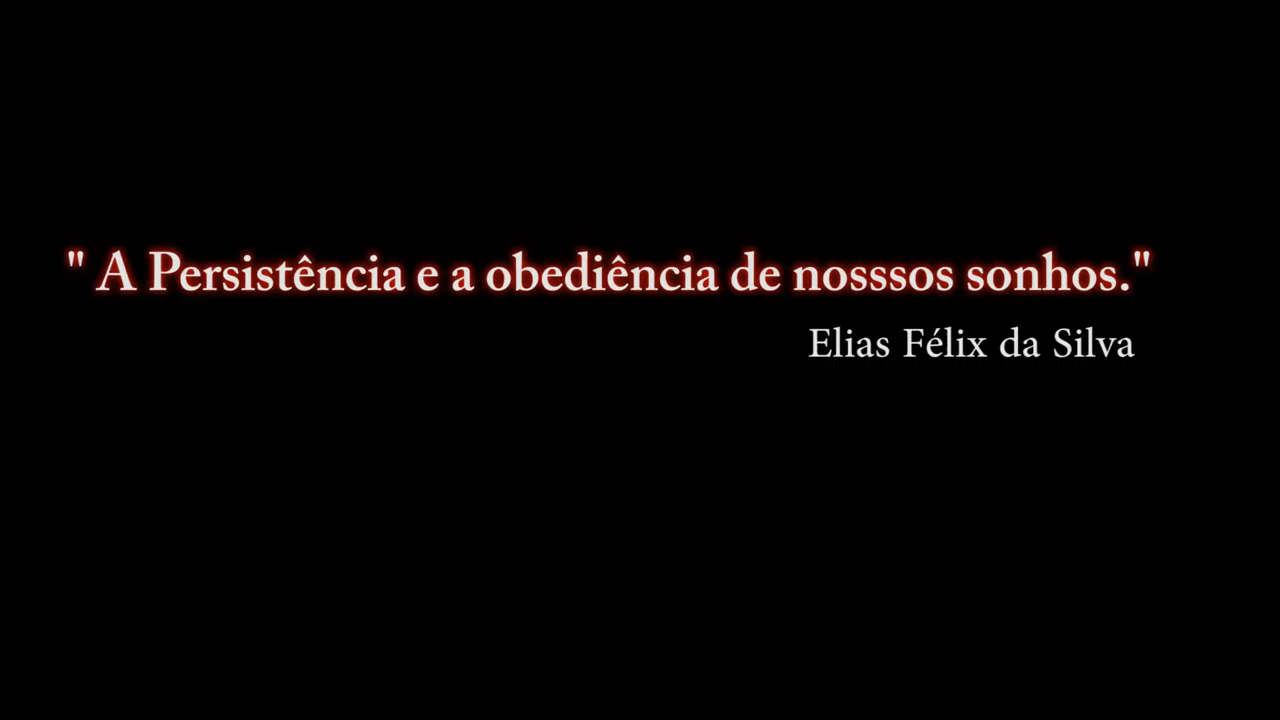 " A Persistência e a obediência de nosssos sonhos."
Elias Félix da Silva